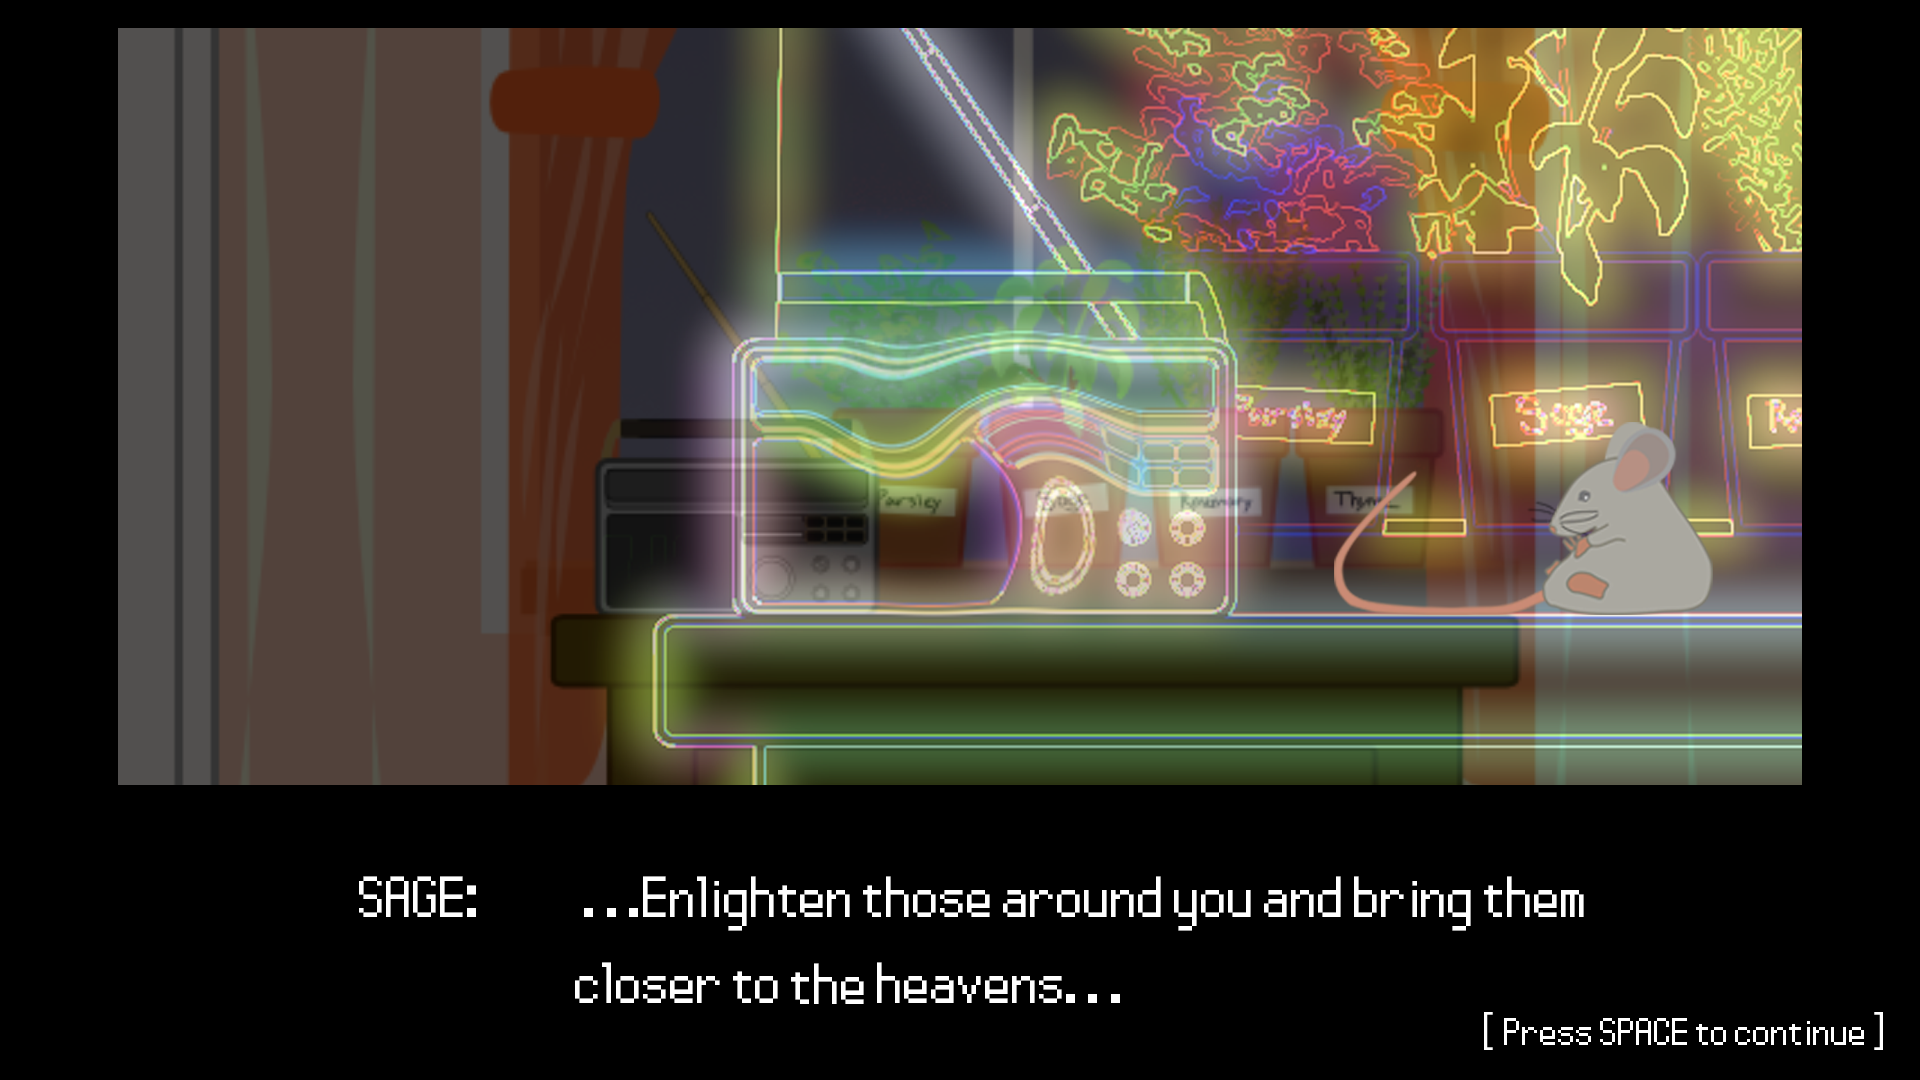 Parsley
Sage
Parsley
Rosemary
Thyme
SAGE: ...Enlighten those around you and bring them
closer to the heavens...
[ Press SPACE to continue ]